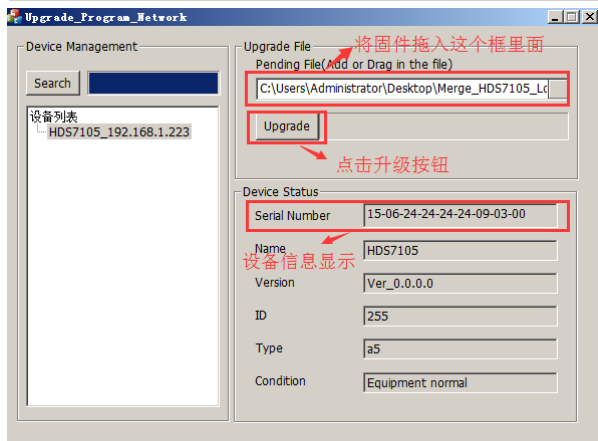 Upgrade_Program_Network
Device Management
Search
设备列表
HDS7105_192.168.1.223
Upgrade File
将固件拖入这个框里面
Pending File(Add or Drag in the file)
C:\Users\Administrator\Desktop\Merge_HDS7105_Lo
Upgrade
点击升级按钮
Device Status
Serial Number 15-06-24-24-24-24-09-03-00
设备信息显示
Name HDS7105
Version Ver_0.0.0.0
ID 255
Type a5
Condition Equipment normal